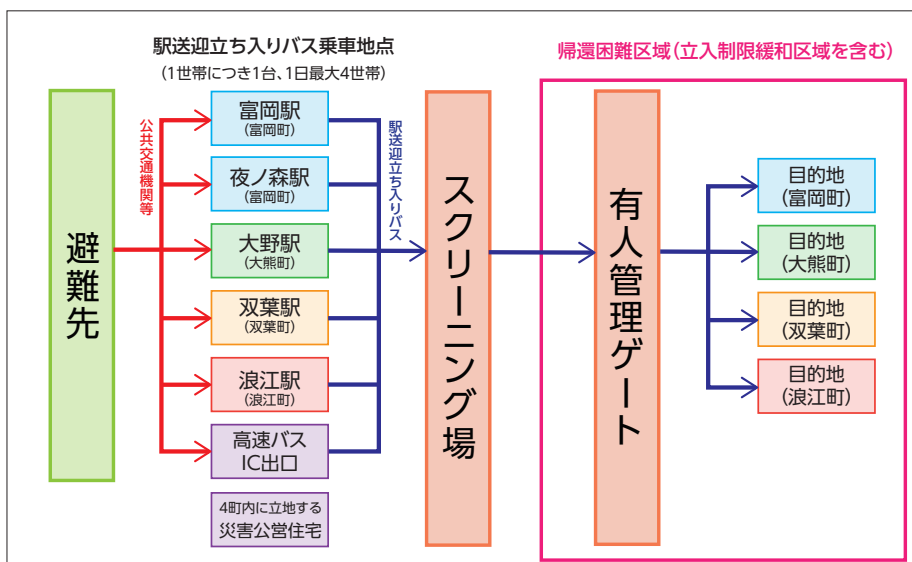 駅送迎立ち入りバス乗車地点
(1世帯につき1台、1日最大4世帯)
帰還困難区域(立入制限緩和区域を含む)
避難先
公共交通機関等
富岡駅
(富岡町)
夜ノ森駅
(富岡町)
大野駅
(大熊町)
双葉駅
(双葉町)
浪江駅
(浪江町)
高速バス
IC出口
4町内に立地する
災害公営住宅
駅送迎立ち入りバス
スクリーニング場
有人管理ゲート
目的地
(富岡町)
目的地
(大熊町)
目的地
(双葉町)
目的地
(浪江町)